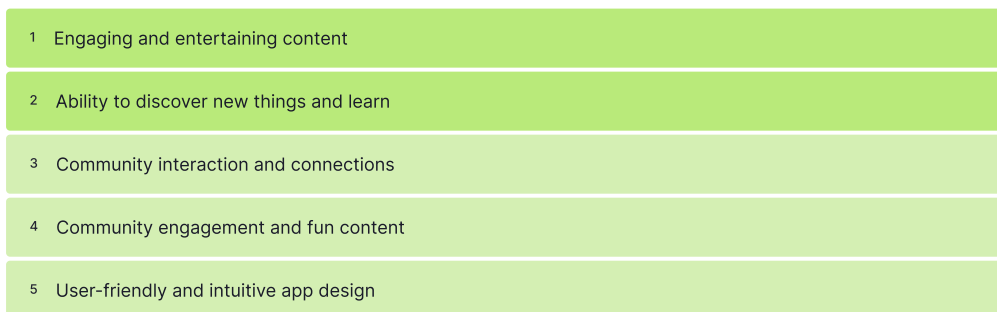 1 Engaging and entertaining content
2 Ability to discover new things and learn
3 Community interaction and connections
4 Community engagement and fun content
5 User-friendly and intuitive app design